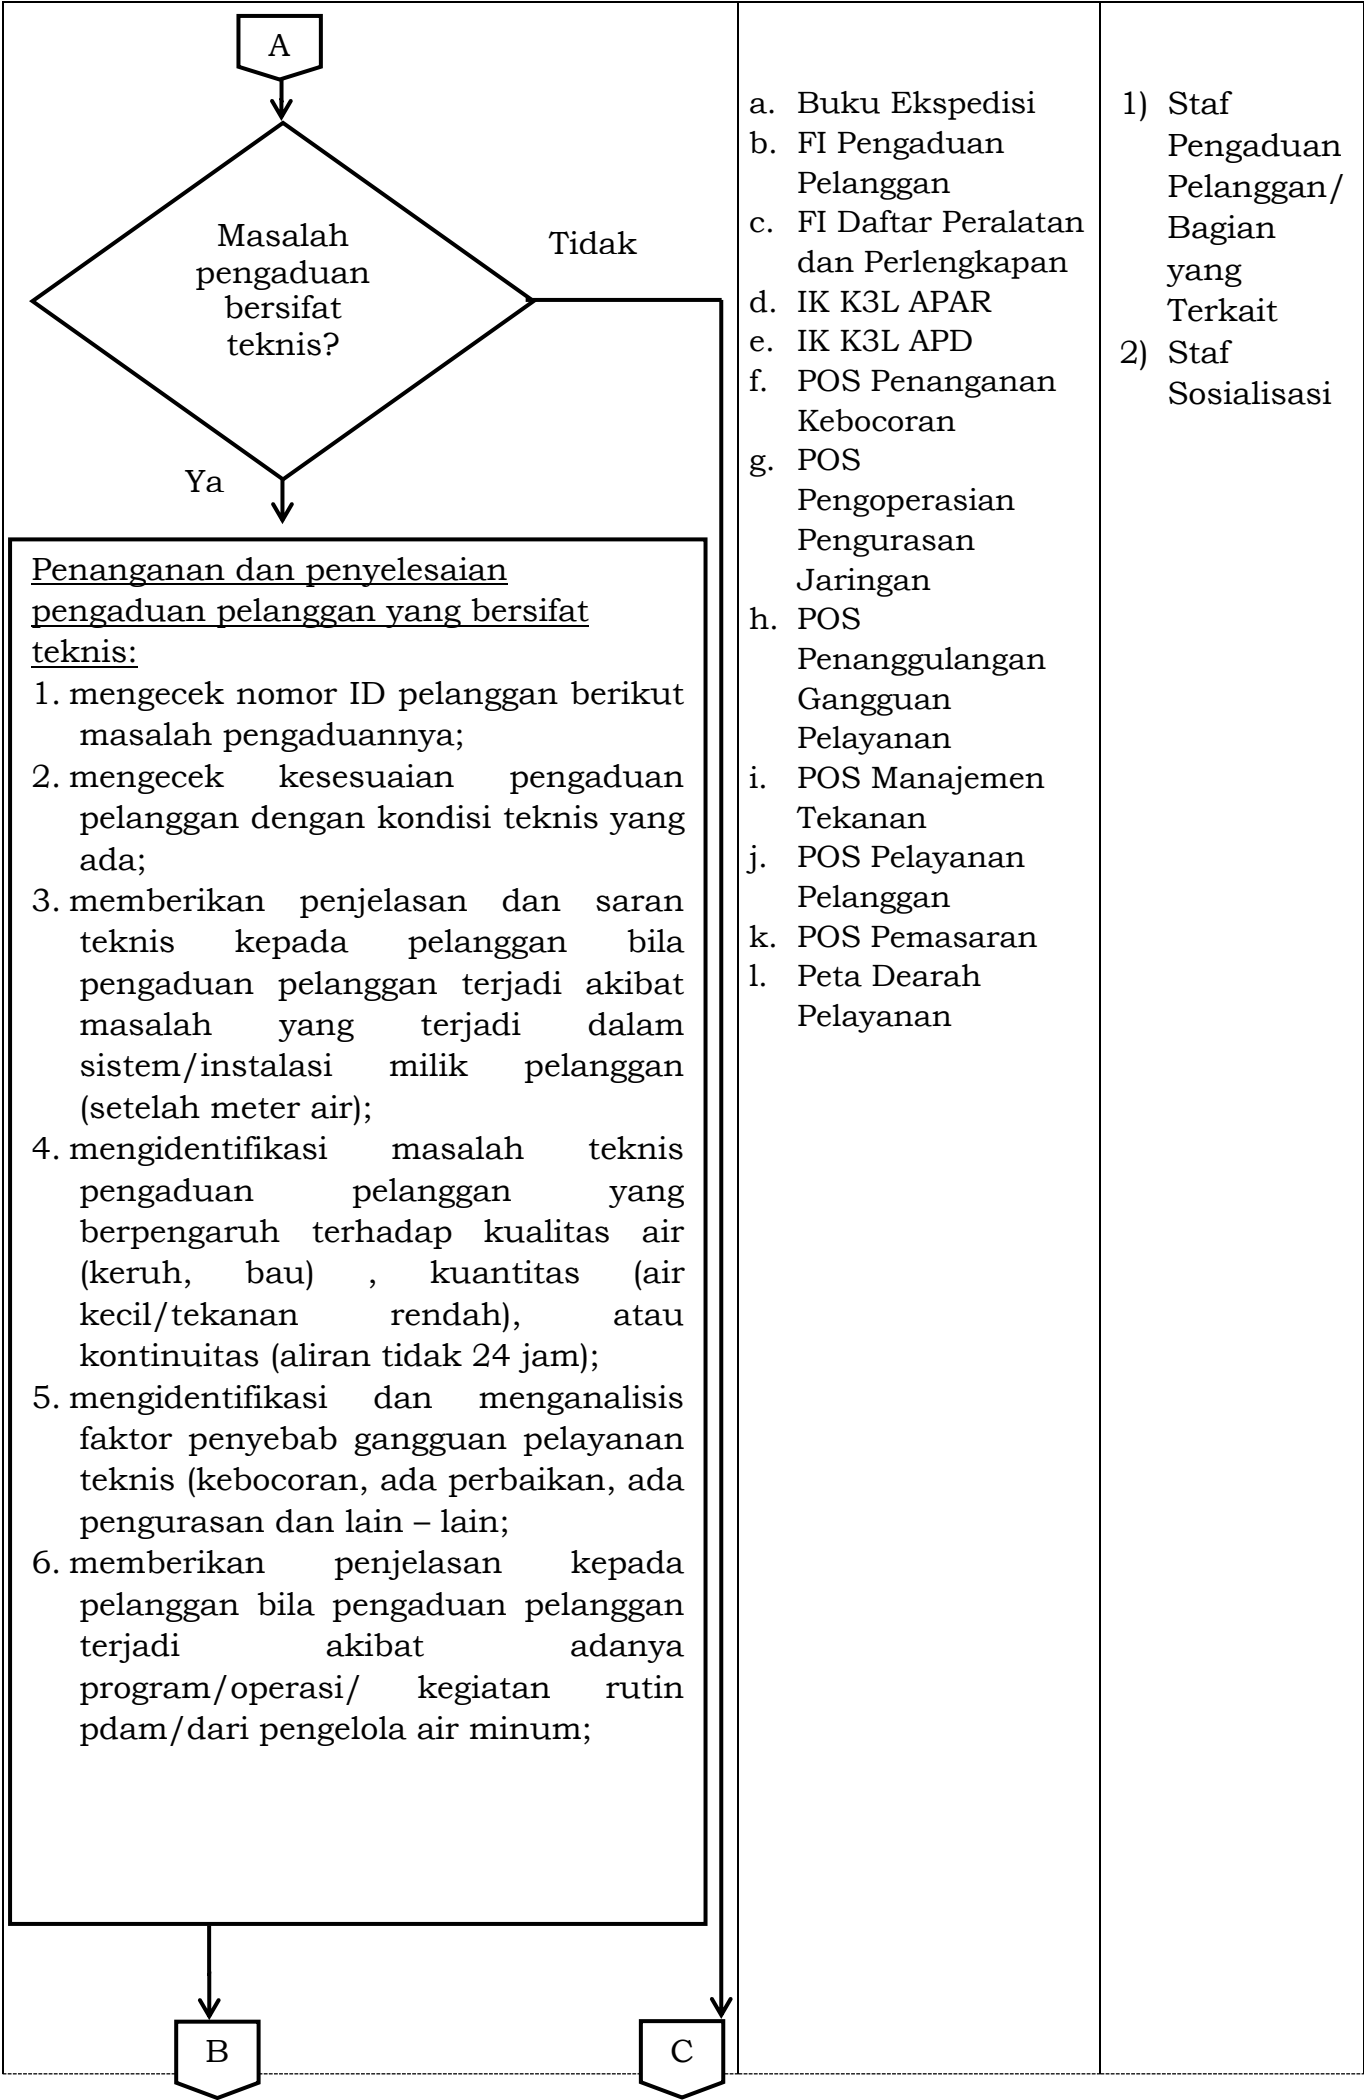 A
Masalah
pengaduan
bersifat
teknis?
Tidak
Ya
Penanganan dan penyelesaian
pengaduan pelanggan yang bersifat
teknis:
1. mengecek nomor ID pelanggan berikut
masalah pengaduannya;
2. mengecek kesesuaian pengaduan
pelanggan dengan kondisi teknis yang
ada;
3. memberikan penjelasan dan saran
teknis kepada pelanggan bila
pengaduan pelanggan terjadi akibat
masalah yang terjadi dalam
sistem/instalasi milik pelanggan
(setelah meter air);
4. mengidentifikasi masalah teknis
pengaduan pelanggan yang
berpengaruh terhadap kualitas air
(keruh, bau) , kuantitas (air
kecil/tekanan rendah), atau
kontinuitas (aliran tidak 24 jam);
5. mengidentifikasi dan menganalisis
faktor penyebab gangguan pelayanan
teknis (kebocoran, ada perbaikan, ada
pengurasan dan lain – lain;
6. memberikan penjelasan kepada
pelanggan bila pengaduan pelanggan
terjadi akibat adanya
program/operasi/ kegiatan rutin
pdam/dari pengelola air minum;
B
C
a. Buku Ekspedisi
b. FI Pengaduan
Pelanggan
c. FI Daftar Peralatan
dan Perlengkapan
d. IK K3L APAR
e. IK K3L APD
f. POS Penanganan
Kebocoran
g. POS
Pengoperasian
Pengurasan
Jaringan
h. POS
Penanggulangan
Gangguan
Pelayanan
i. POS Manajemen
Tekanan
j. POS Pelayanan
Pelanggan
k. POS Pemasaran
l. Peta Dearah
Pelayanan
1) Staf
Pengaduan
Pelanggan/
Bagian
yang
Terkait
2) Staf
Sosialisasi